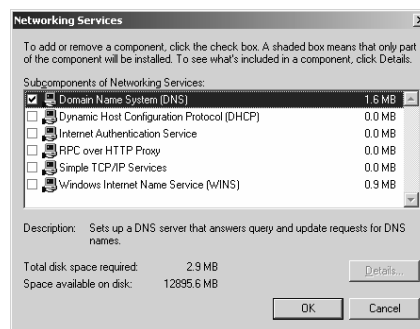 Networking Services
To add or remove a component, click the check box. A shaded box means that only part
of the component will be installed. To see what's included in a component, click Details.
Subcomponents of Networking Services:
Domain Name System (DNS) 1.6 MB
Dynamic Host Configuration Protocol (DHCP) 0.0 MB
Internet Authentication Service 0.0 MB
RPC over HTTP Proxy 0.0 MB
Simple TCP/IP Services 0.0 MB
Windows Internet Name Service (WINS) 0.9 MB
Description: Sets up a DNS server that answers query and update requests for DNS
names.
Total disk space required: 2.9 MB
Space available on disk: 12895.6 MB
Details...
OK Cancel